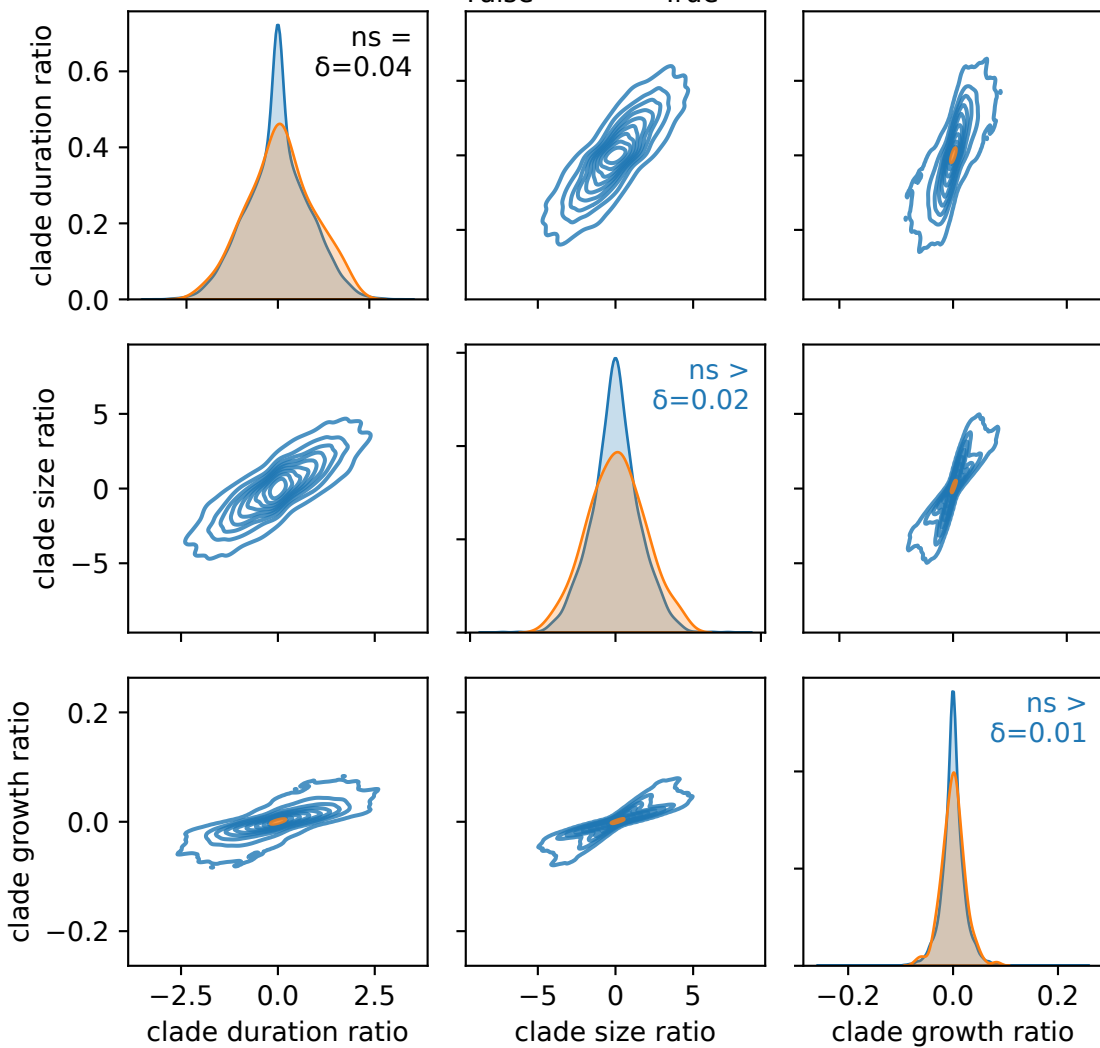 clade duration ratio
0.6
0.4
0.2
0.0
ns =
δ=0.04
clade size ratio
5
0
−5
ns >
δ=0.02
clade growth ratio
0.2
0.0
−0.2
ns >
δ=0.01
−2.5 0.0 2.5
−5 0 5
−0.2 0.0 0.2
clade duration ratio
clade size ratio
clade growth ratio